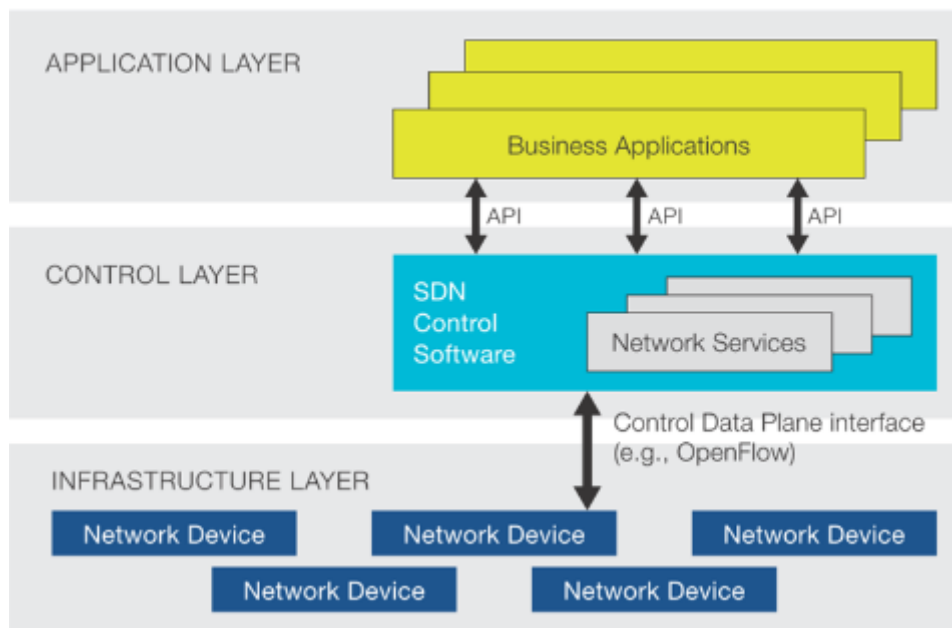 APPLICATION LAYER
Business Applications
API
API
API
CONTROL LAYER
SDN
Control
Software
Network Services
Control Data Plane interface
(e.g., OpenFlow)
INFRASTRUCTURE LAYER
Network Device
Network Device
Network Device
Network Device
Network Device